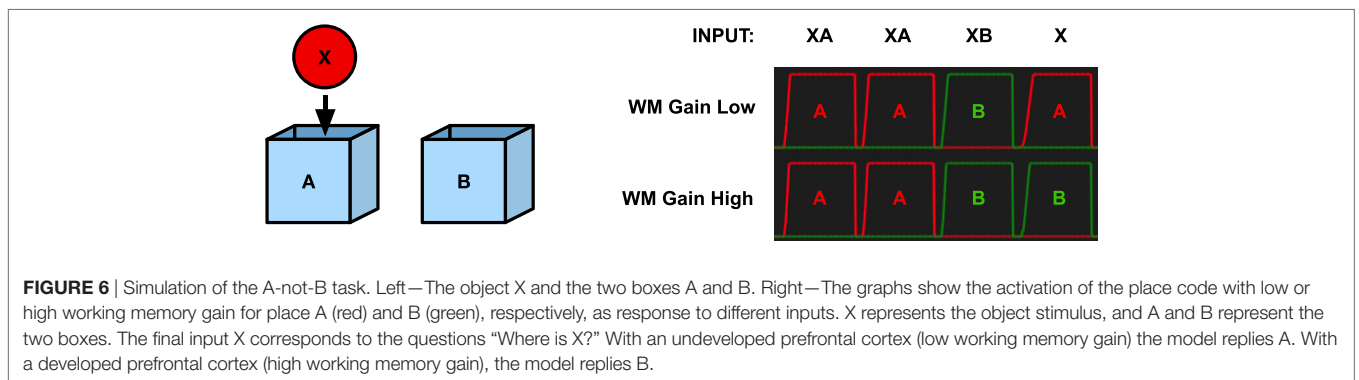 X
A
B
INPUT: XA XA XB X
WM Gain Low A A B A
WM Gain High A A B B
FIGURE 6 | Simulation of the A-not-B task. Left—The object X and the two boxes A and B. Right—The graphs show the activation of the place code with low or
high working memory gain for place A (red) and B (green), respectively, as response to different inputs. X represents the object stimulus, and A and B represent the
two boxes. The final input X corresponds to the questions “Where is X?” With an undeveloped prefrontal cortex (low working memory gain) the model replies A. With
a developed prefrontal cortex (high working memory gain), the model replies B.